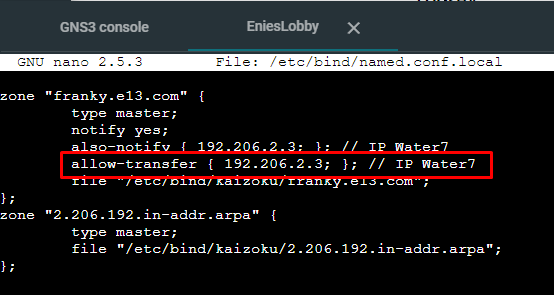 GNS3 console EniesLobby X
GNU nano 2.5.3 File: /etc/bind/named.conf.local
zone "franky.e13.com" {
type master;
notify yes;
also-notify { 192.206.2.3; }; // IP Water7
allow-transfer { 192.206.2.3; }; // IP Water7
file "/etc/bind/kaizoku/franky.e13.com";
};
zone "2.206.192.in-addr.arpa" {
type master;
file "/etc/bind/kaizoku/2.206.192.in-addr.arpa";
};